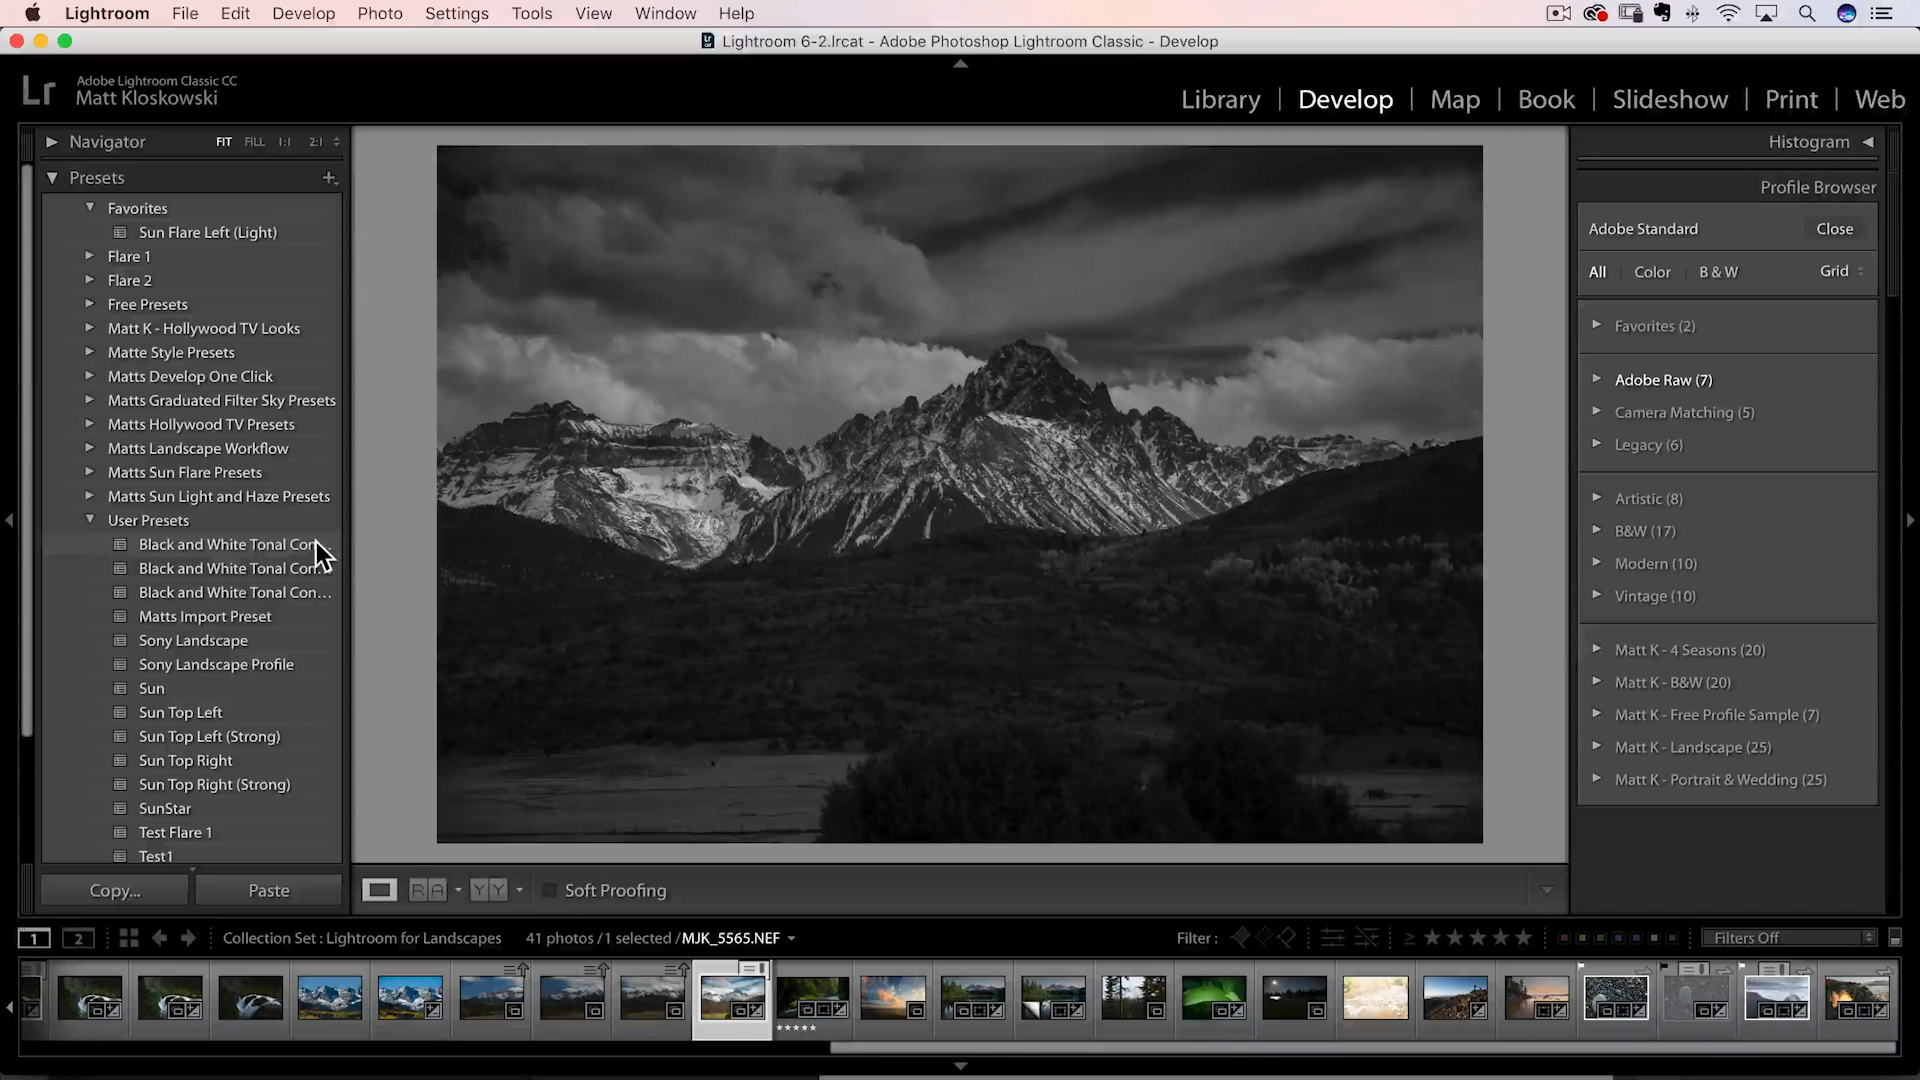 Lightroom File Edit Develop Photo Settings Tools View Window Help
Lightroom 6-2.lrcat - Adobe Photoshop Lightroom Classic - Develop
Lr
Adobe Lightroom Classic CC
Matt Kloskowski
Library | Develop | Map | Book | Slideshow | Print | Web
Navigator FIT FILL 1:1 2:1
Presets +
Favorites
Sun Flare Left (Light)
Flare 1
Flare 2
Free Presets
Matt K - Hollywood TV Looks
Matte Style Presets
Matts Develop One Click
Matts Graduated Filter Sky Presets
Matts Hollywood TV Presets
Matts Landscape Workflow
Matts Sun Flare Presets
Matts Sun Light and Haze Presets
User Presets
Black and White Tonal Con...
Black and White Tonal Con...
Black and White Tonal Con...
Matts Import Preset
Sony Landscape
Sony Landscape Profile
Sun
Sun Top Left
Sun Top Left (Strong)
Sun Top Right
Sun Top Right (Strong)
SunStar
Test Flare 1
Test1
Copy... Paste
R A Y Y Soft Proofing
Histogram
Profile Browser
Adobe Standard Close
All Color B & W Grid
Favorites (2)
Adobe Raw (7)
Camera Matching (5)
Legacy (6)
Artistic (8)
B&W (17)
Modern (10)
Vintage (10)
Matt K - 4 Seasons (20)
Matt K - B&W (20)
Matt K - Free Profile Sample (7)
Matt K - Landscape (25)
Matt K - Portrait & Wedding (25)
1 2 Collection Set : Lightroom for Landscapes 41 photos / 1 selected / MJK_5565.NEF Filter : ≥ ★★★★★ Filters Off
★★★★★